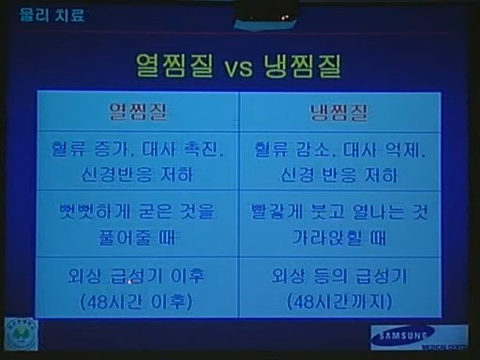 물리 치료
열찜질 vs 냉찜질
열찜질
냉찜질
혈류 증가, 대사 촉진,
신경반응 저하
혈류 감소, 대사 억제,
신경 반응 저하
뻣뻣하게 굳은 것을
풀어줄 때
빨갛게 붓고 열나는 것
가라앉힐 때
외상 급성기 이후
(48시간 이후)
외상 등의 급성기
(48시간까지)
SAMSUNG
MEDICAL CENTER